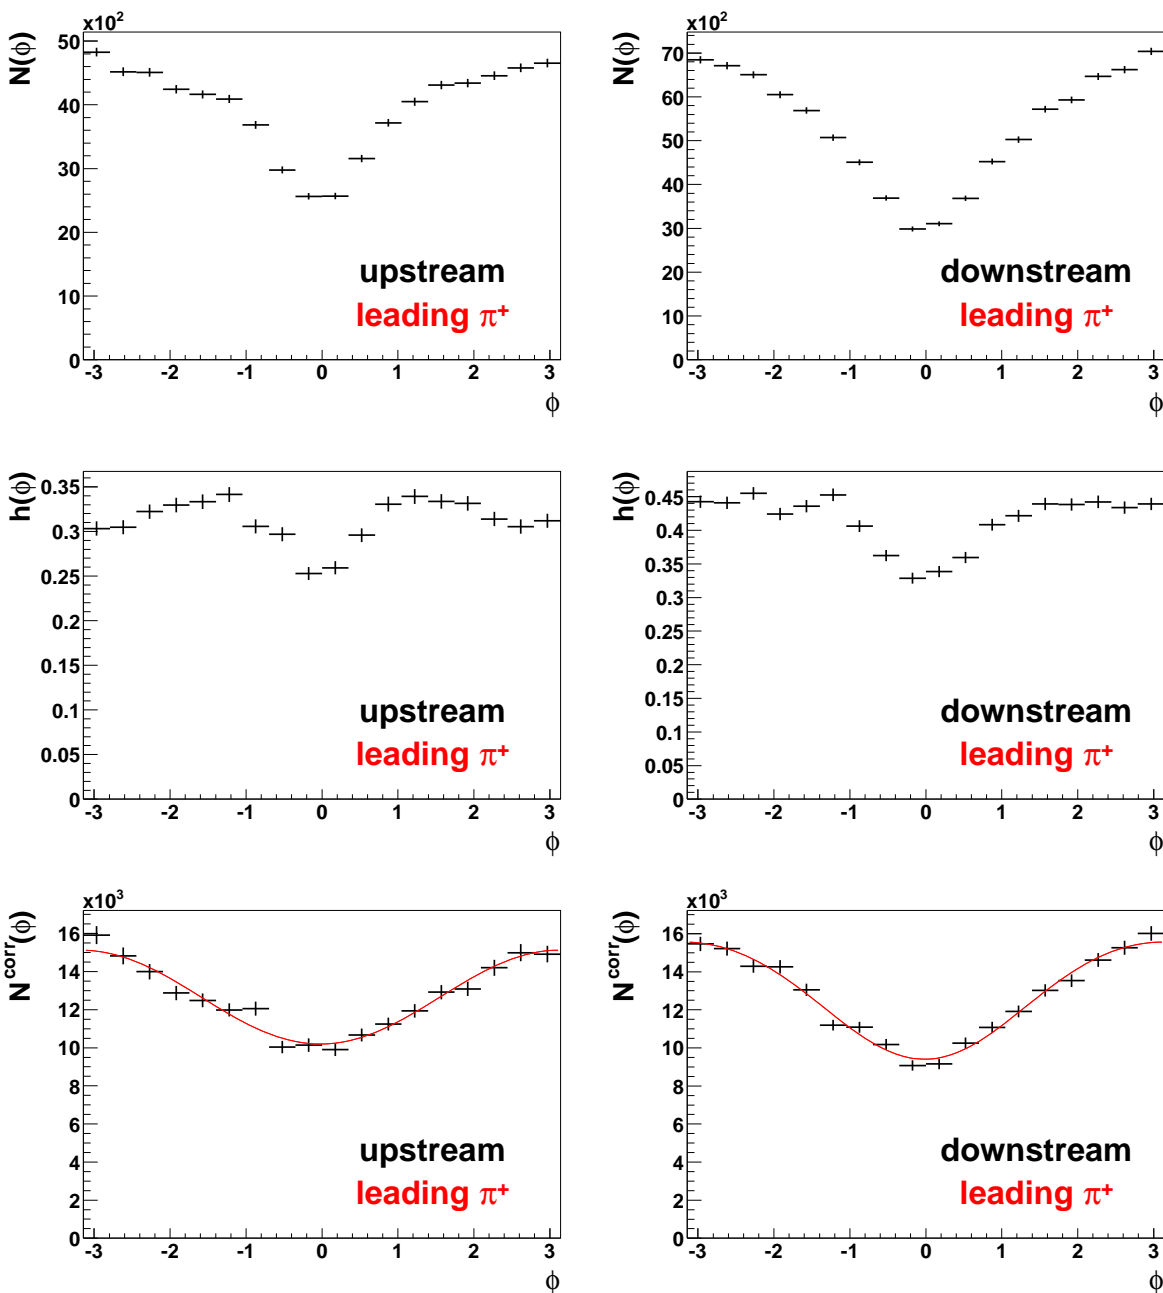 x10²
N(ϕ)
50
40
30
20
10
0
-3 -2 -1 0 1 2 3
ϕ
upstream
leading π⁺
x10²
N(ϕ)
70
60
50
40
30
20
10
0
-3 -2 -1 0 1 2 3
ϕ
downstream
leading π⁺
h(ϕ)
0.35
0.3
0.25
0.2
0.15
0.1
0.05
0
-3 -2 -1 0 1 2 3
ϕ
upstream
leading π⁺
h(ϕ)
0.45
0.4
0.35
0.3
0.25
0.2
0.15
0.1
0.05
0
-3 -2 -1 0 1 2 3
ϕ
downstream
leading π⁺
x10³
N^corr(ϕ)
16
14
12
10
8
6
4
2
0
-3 -2 -1 0 1 2 3
ϕ
upstream
leading π⁺
x10³
N^corr(ϕ)
16
14
12
10
8
6
4
2
0
-3 -2 -1 0 1 2 3
ϕ
downstream
leading π⁺